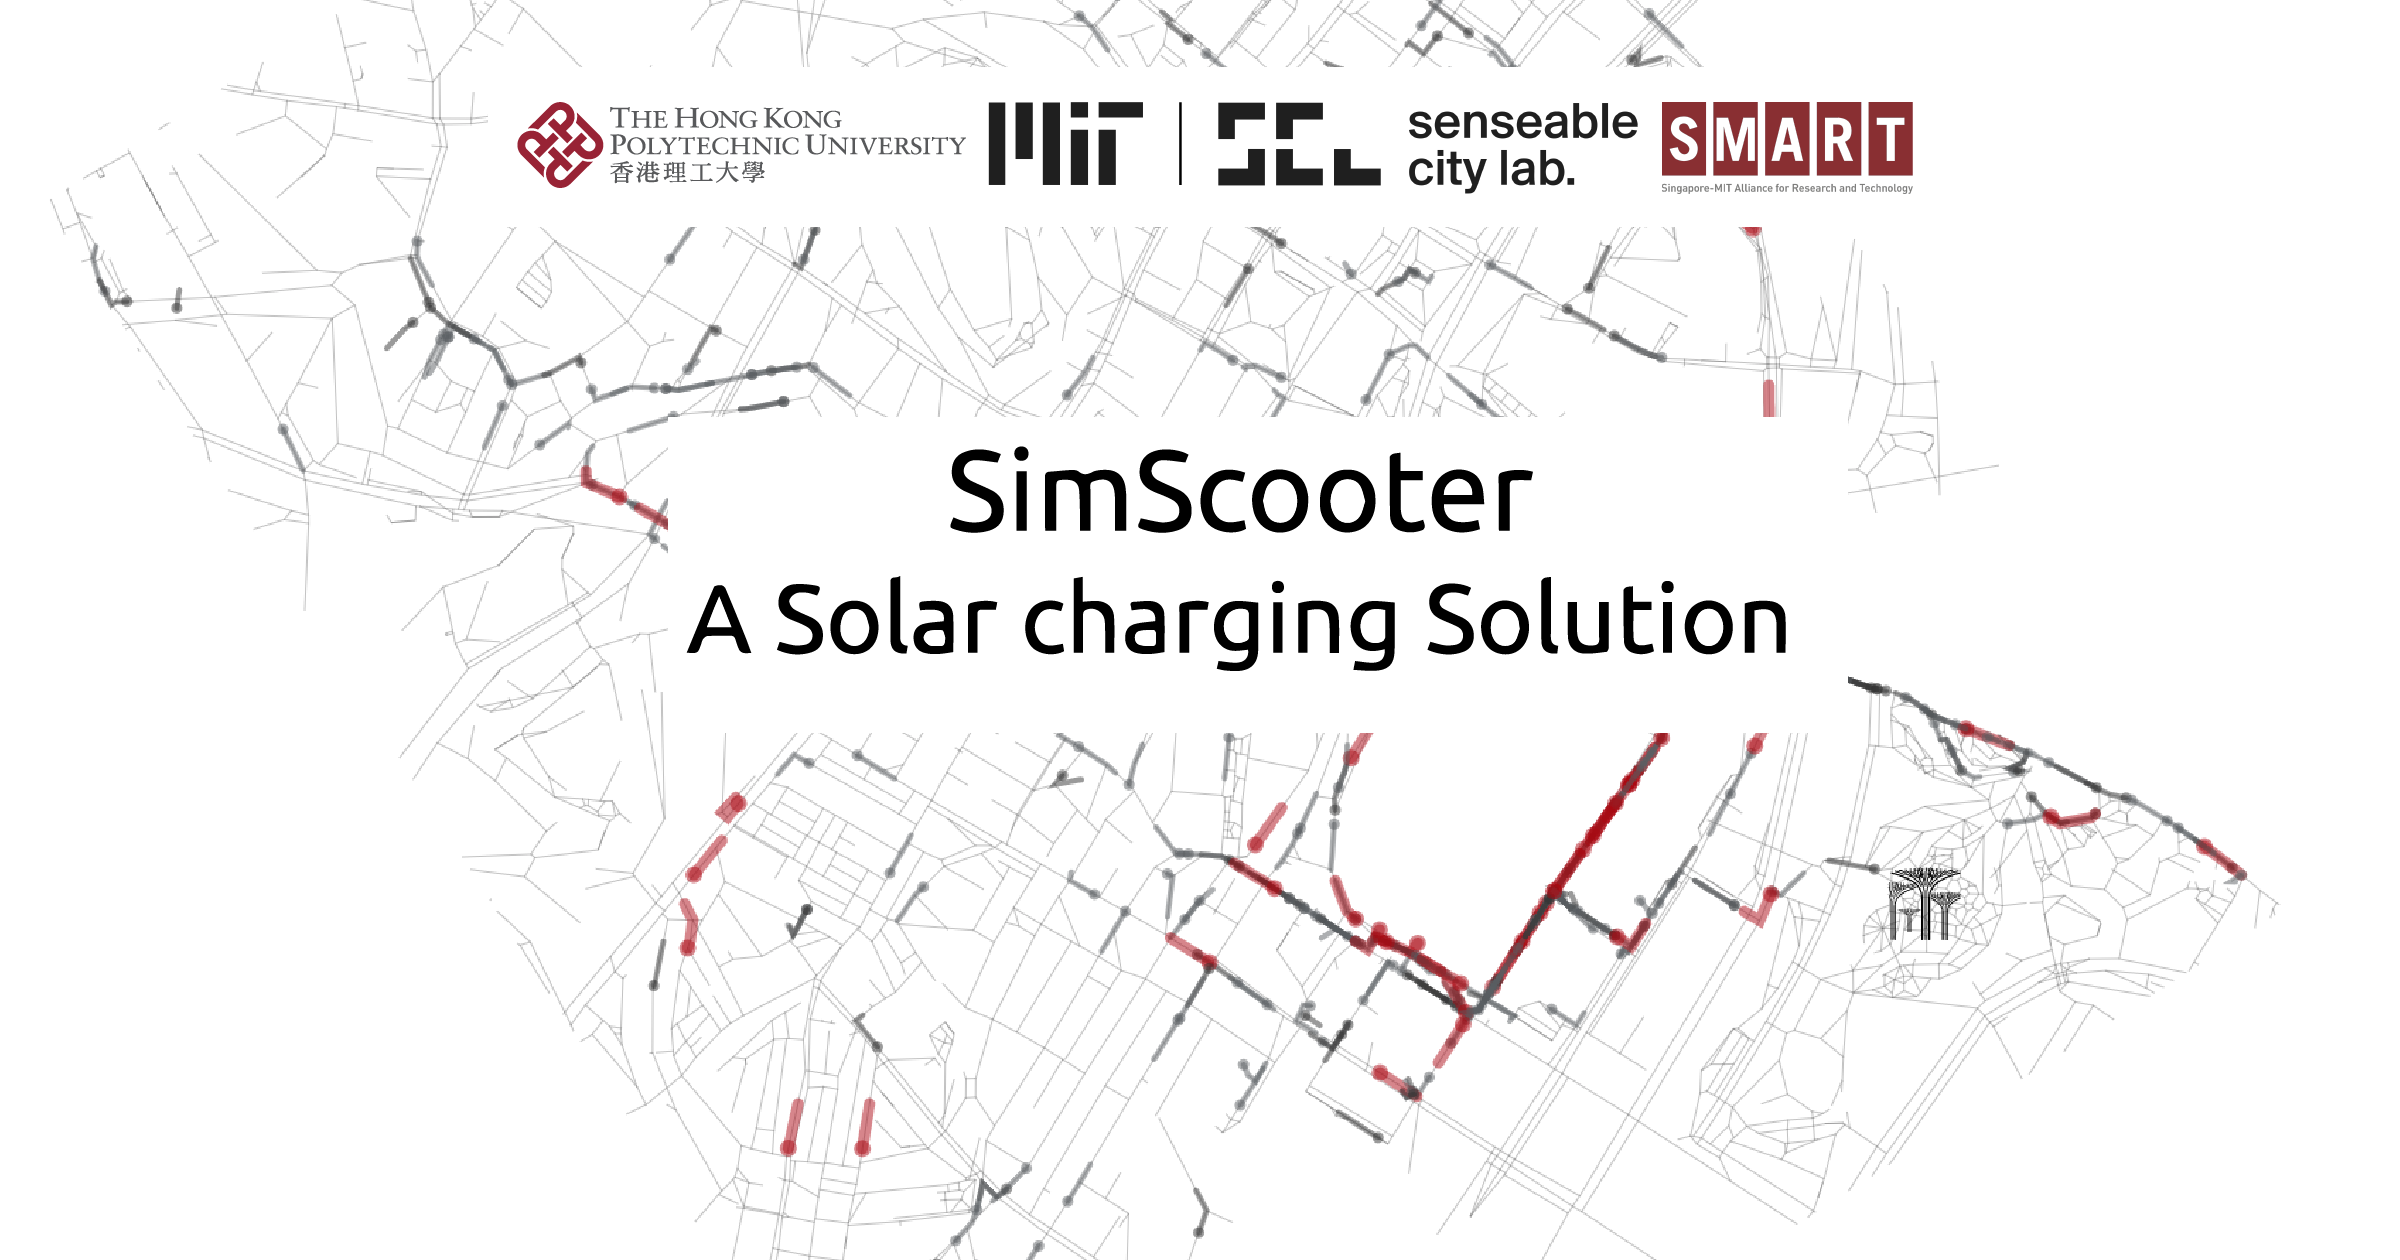 THE HONG KONG
POLYTECHNIC UNIVERSITY
香港理工大學
MIT
SCL
senseable
city lab.
SMART
Singapore-MIT Alliance for Research and Technology
SimScooter
A Solar charging Solution